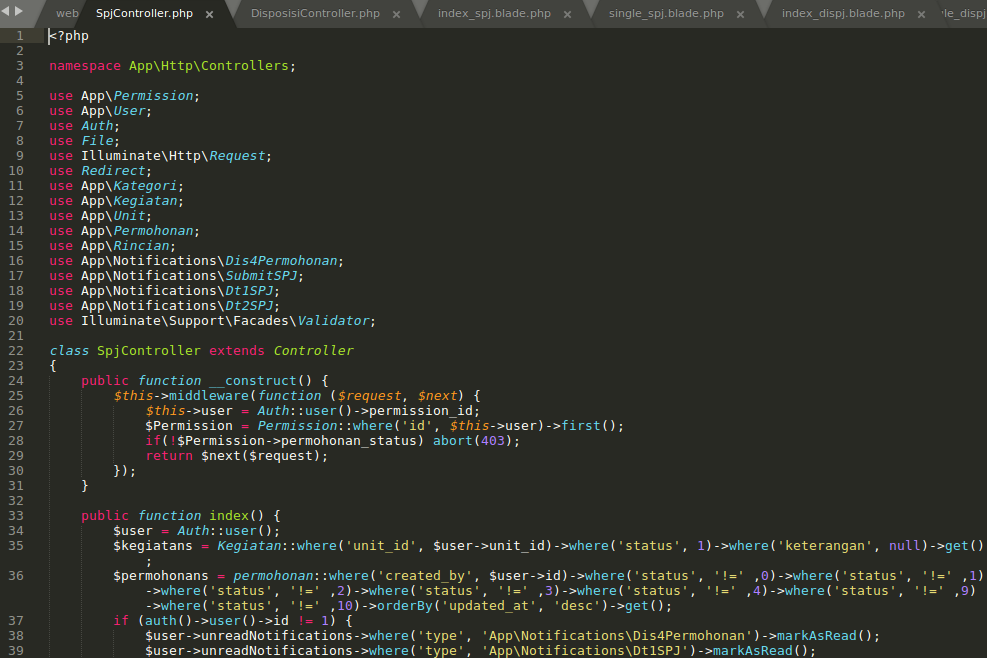 web SpjController.php × DisposisiController.php × index_spj.blade.php × single_spj.blade.php × index_dispj.blade.php × le_dispj
1 <?php
2
3 namespace App\Http\Controllers;
4
5 use App\Permission;
6 use App\User;
7 use Auth;
8 use File;
9 use Illuminate\Http\Request;
10 use Redirect;
11 use App\Kategori;
12 use App\Kegiatan;
13 use App\Unit;
14 use App\Permohonan;
15 use App\Rincian;
16 use App\Notifications\Dis4Permohonan;
17 use App\Notifications\SubmitSPJ;
18 use App\Notifications\Dt1SPJ;
19 use App\Notifications\Dt2SPJ;
20 use Illuminate\Support\Facades\Validator;
21
22 class SpjController extends Controller
23 {
24     public function __construct() {
25         $this->middleware(function ($request, $next) {
26             $this->user = Auth::user()->permission_id;
27             $Permission = Permission::where('id', $this->user)->first();
28             if(!$Permission->permohonan_status) abort(403);
29             return $next($request);
30         });
31     }
32
33     public function index() {
34         $user = Auth::user();
35         $kegiatans = Kegiatan::where('unit_id', $user->unit_id)->where('status', 1)->where('keterangan', null)->get()
            ;
36         $permohonans = permohonan::where('created_by', $user->id)->where('status', '!=' ,0)->where('status', '!=' ,1)
            ->where('status', '!=' ,2)->where('status', '!=' ,3)->where('status', '!=' ,4)->where('status', '!=' ,9)
            ->where('status', '!=' ,10)->orderBy('updated_at', 'desc')->get();
37         if (auth()->user()->id != 1) {
38             $user->unreadNotifications->where('type', 'App\Notifications\Dis4Permohonan')->markAsRead();
39             $user->unreadNotifications->where('type', 'App\Notifications\Dt1SPJ')->markAsRead();